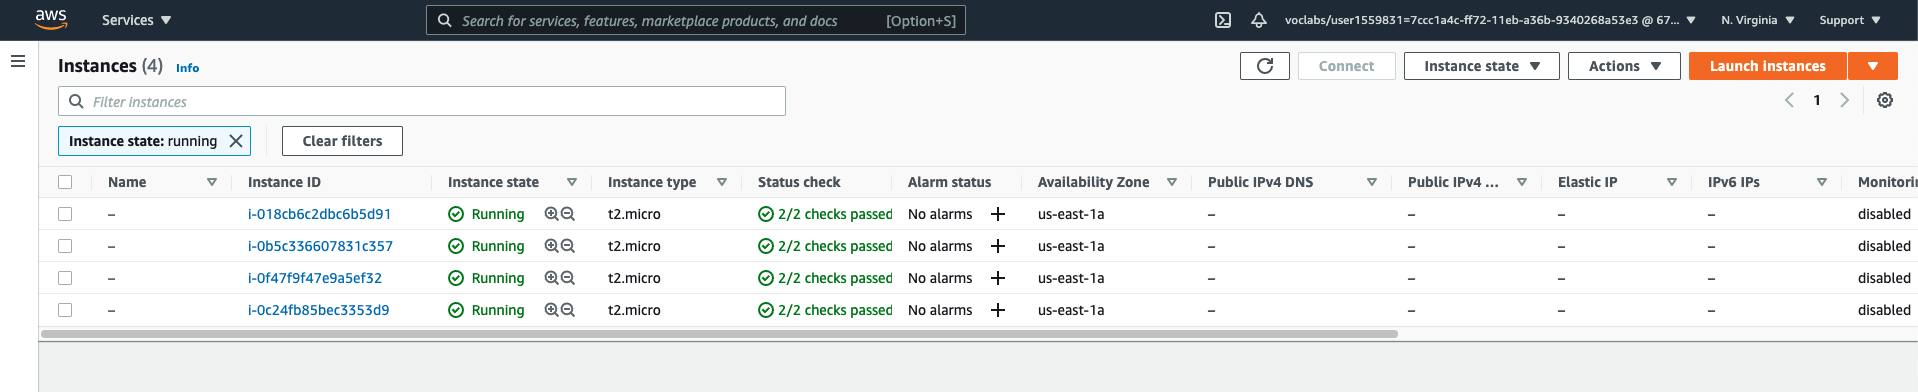 aws Services Search for services, features, marketplace products, and docs [Option+S] voclabs/user1559831=7ccc1a4c-ff72-11eb-a36b-9340268a53e3 @ 67... N. Virginia Support
Instances (4) Info Connect Instance state Actions Launch instances
Filter instances 1
Instance state: running Clear filters
Name Instance ID Instance state Instance type Status check Alarm status Availability Zone Public IPv4 DNS Public IPv4 ... Elastic IP IPv6 IPs Monitorin
– i-018cb6c2dbc6b5d91 Running t2.micro 2/2 checks passed No alarms + us-east-1a – – – – disabled
– i-0b5c336607831c357 Running t2.micro 2/2 checks passed No alarms + us-east-1a – – – – disabled
– i-0f47f9f47e9a5ef32 Running t2.micro 2/2 checks passed No alarms + us-east-1a – – – – disabled
– i-0c24fb85bec3353d9 Running t2.micro 2/2 checks passed No alarms + us-east-1a – – – – disabled